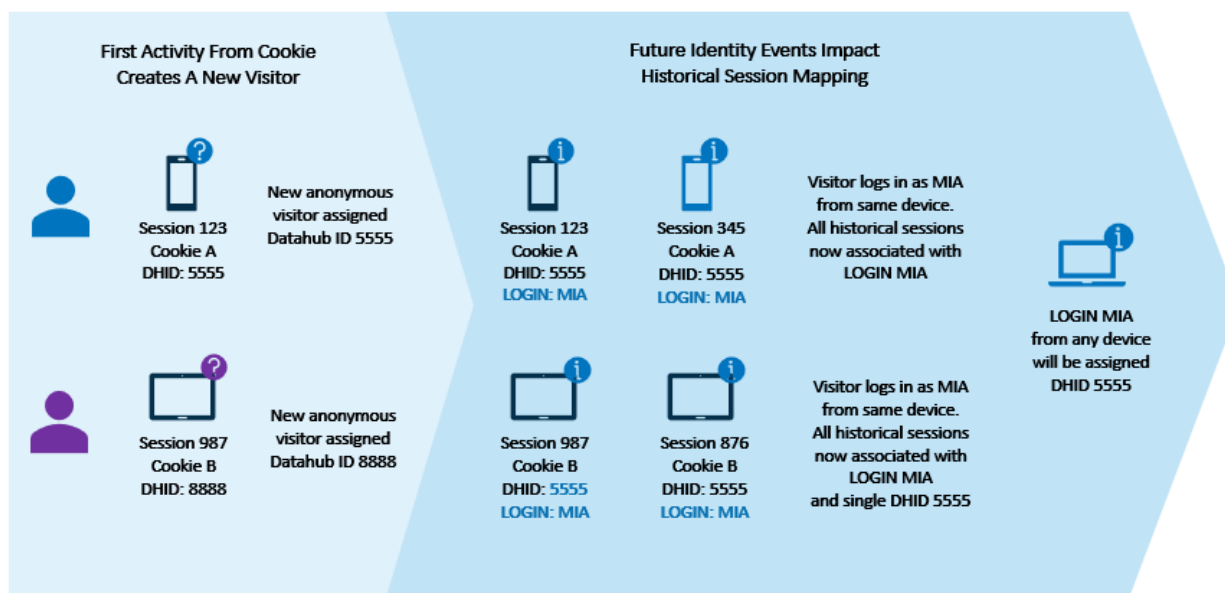 First Activity From Cookie
Creates A New Visitor
Future Identity Events Impact
Historical Session Mapping
?
Session 123
Cookie A
DHID: 5555
New anonymous
visitor assigned
Datahub ID 5555
i
Session 123
Cookie A
DHID: 5555
LOGIN: MIA
i
Session 345
Cookie A
DHID: 5555
LOGIN: MIA
Visitor logs in as MIA
from same device.
All historical sessions
now associated with
LOGIN MIA
i
LOGIN MIA
from any device
will be assigned
DHID 5555
?
Session 987
Cookie B
DHID: 8888
New anonymous
visitor assigned
Datahub ID 8888
i
Session 987
Cookie B
DHID: 5555
LOGIN: MIA
i
Session 876
Cookie B
DHID: 5555
LOGIN: MIA
Visitor logs in as MIA
from same device.
All historical sessions
now associated with
LOGIN MIA
and single DHID 5555